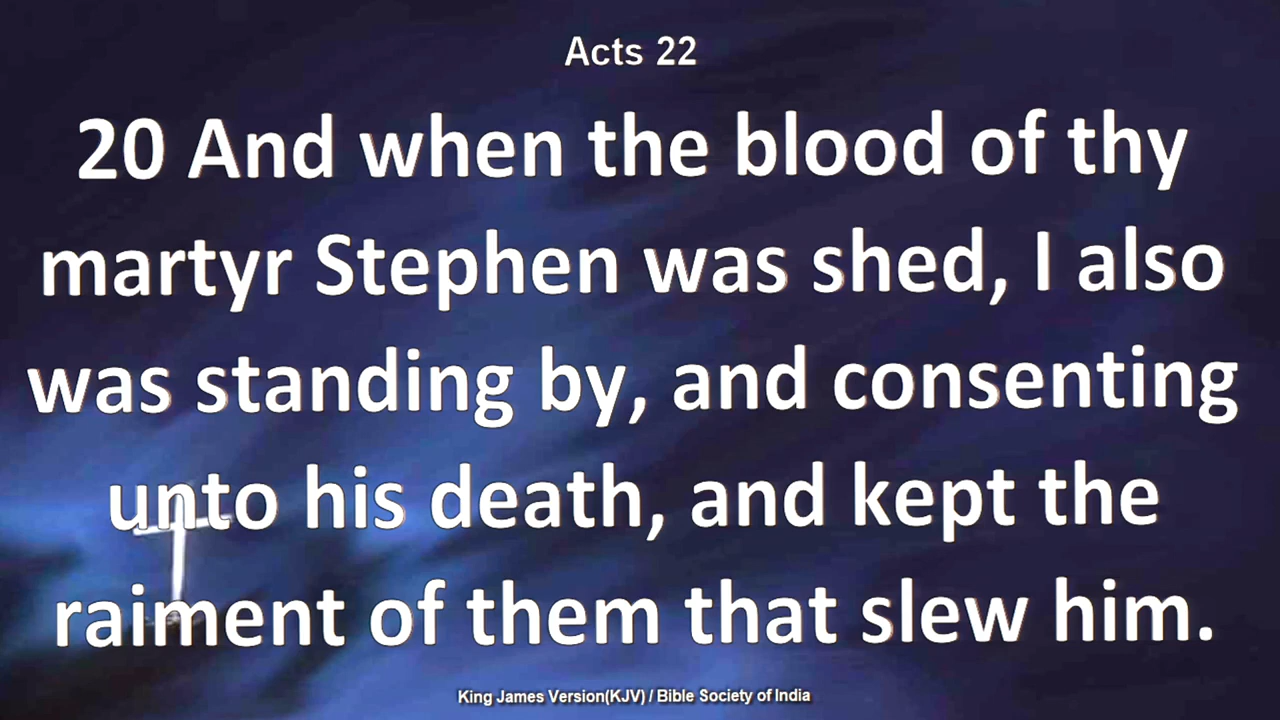 Acts 22
20 And when the blood of thy
martyr Stephen was shed, I also
was standing by, and consenting
unto his death, and kept the
raiment of them that slew him.
King James Version(KJV) / Bible Society of India